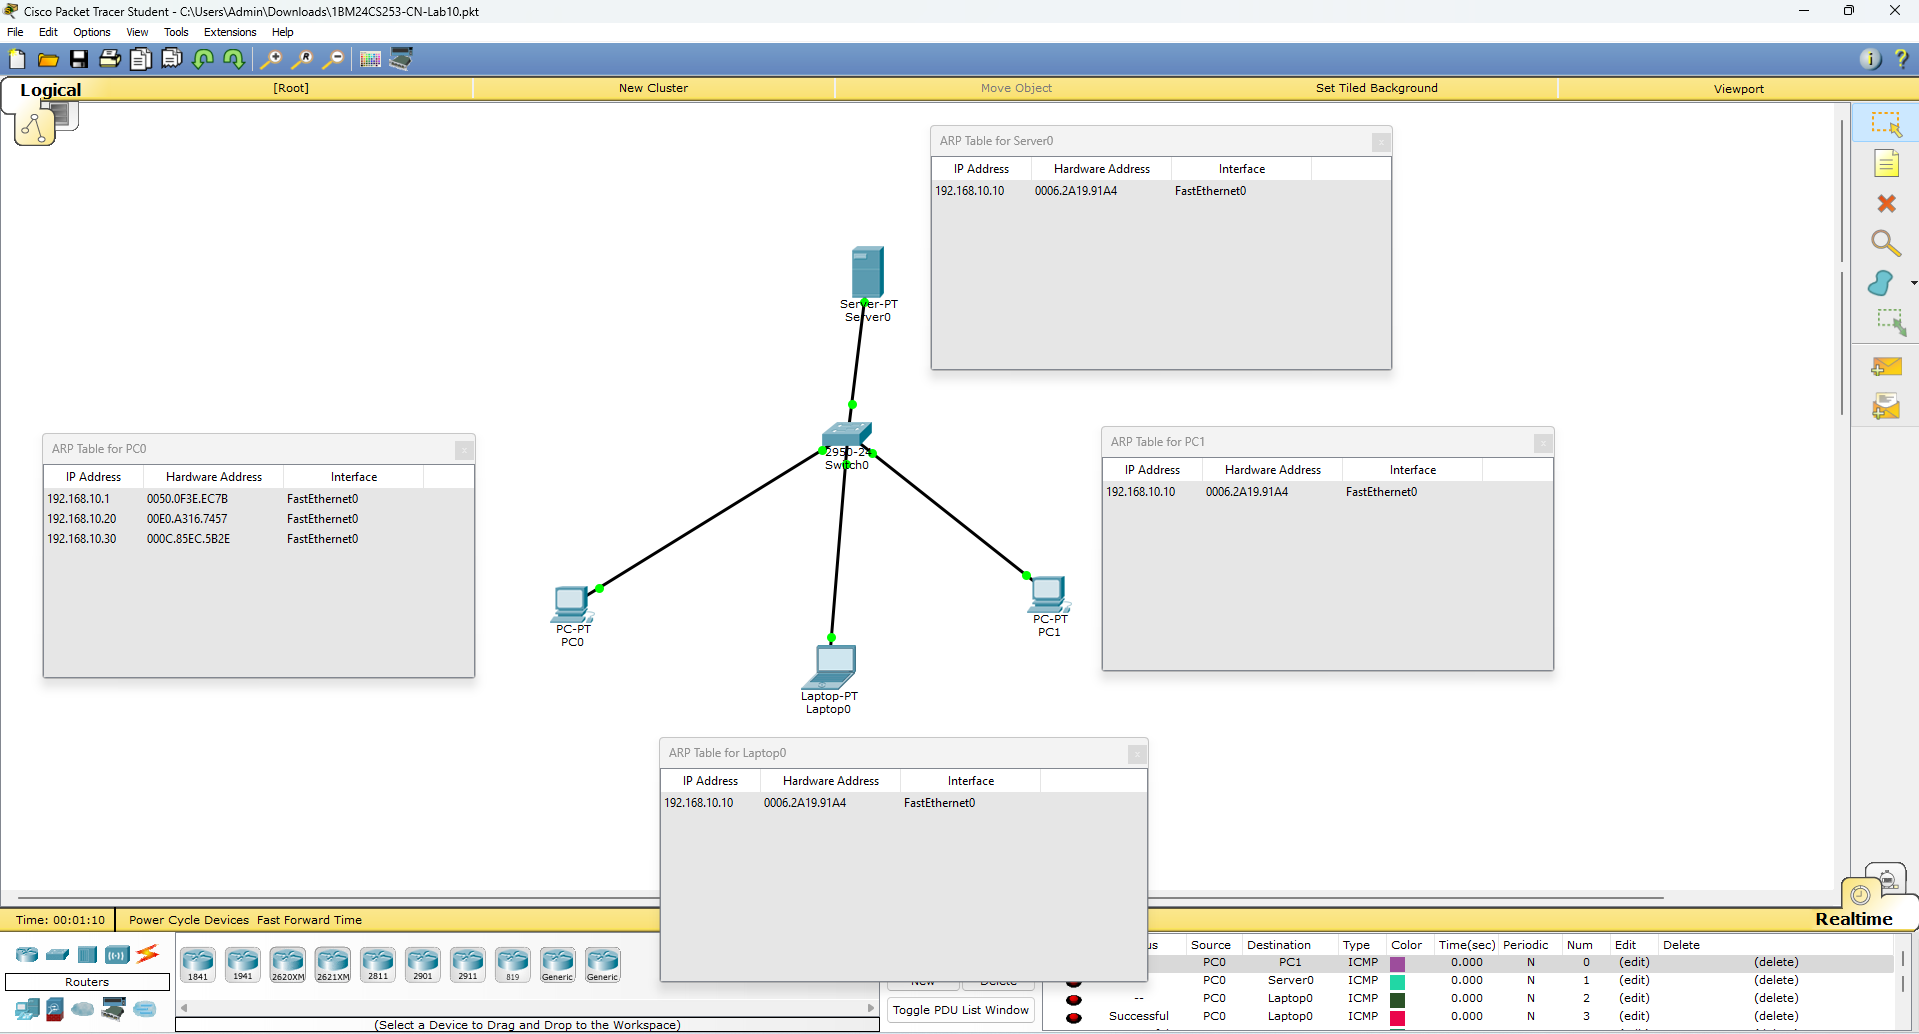 Cisco Packet Tracer Student - C:\Users\Admin\Downloads\1BM24CS253-CN-Lab10.pkt
File Edit Options View Tools Extensions Help
Logical [Root] New Cluster Move Object Set Tiled Background Viewport
ARP Table for Server0
IP Address Hardware Address Interface
192.168.10.10 0006.2A19.91A4 FastEthernet0
Server-PT
Server0
2950-24
Switch0
ARP Table for PC0
IP Address Hardware Address Interface
192.168.10.1 0050.0F3E.EC7B FastEthernet0
192.168.10.20 00E0.A316.7457 FastEthernet0
192.168.10.30 000C.85EC.5B2E FastEthernet0
ARP Table for PC1
IP Address Hardware Address Interface
192.168.10.10 0006.2A19.91A4 FastEthernet0
PC-PT
PC0
PC-PT
PC1
Laptop-PT
Laptop0
ARP Table for Laptop0
IP Address Hardware Address Interface
192.168.10.10 0006.2A19.91A4 FastEthernet0
Time: 00:01:10 Power Cycle Devices Fast Forward Time
Realtime
Routers
1841 1941 2620XM 2621XM 2811 2901 2911 819 Generic Generic
(Select a Device to Drag and Drop to the Workspace)
New Delete
Toggle PDU List Window
us Source Destination Type Color Time(sec) Periodic Num Edit Delete
PC0 PC1 ICMP 0.000 N 0 (edit) (delete)
PC0 Server0 ICMP 0.000 N 1 (edit) (delete)
-- PC0 Laptop0 ICMP 0.000 N 2 (edit) (delete)
Successful PC0 Laptop0 ICMP 0.000 N 3 (edit) (delete)